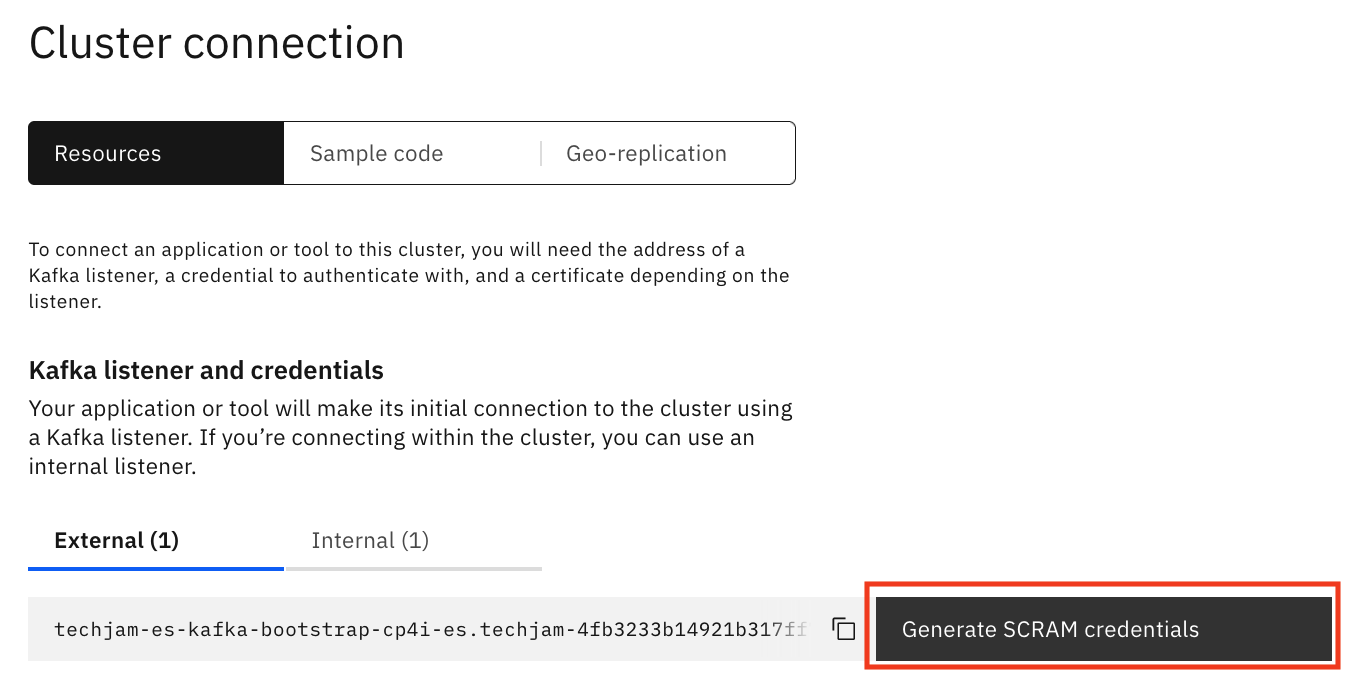 Cluster connection
Resources
Sample code
Geo-replication
To connect an application or tool to this cluster, you will need the address of a
Kafka listener, a credential to authenticate with, and a certificate depending on the
listener.
Kafka listener and credentials
Your application or tool will make its initial connection to the cluster using
a Kafka listener. If you’re connecting within the cluster, you can use an
internal listener.
External (1)
Internal (1)
techjam-es-kafka-bootstrap-cp4i-es.techjam-4fb3233b14921b317ff
Generate SCRAM credentials